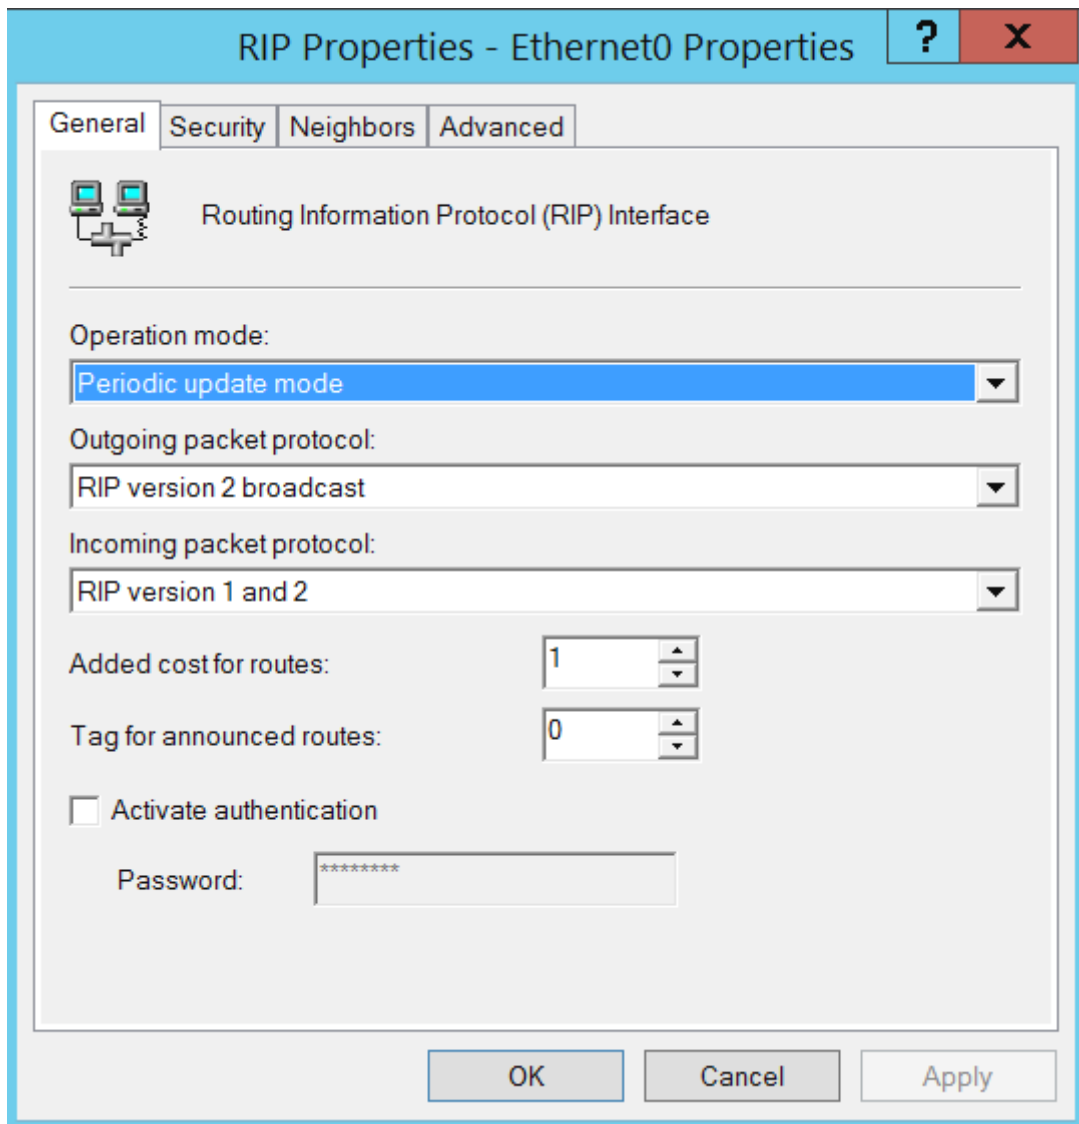 RIP Properties - Ethernet0 Properties
?
X
General
Security
Neighbors
Advanced
Routing Information Protocol (RIP) Interface
Operation mode:
Periodic update mode
Outgoing packet protocol:
RIP version 2 broadcast
Incoming packet protocol:
RIP version 1 and 2
Added cost for routes:
1
Tag for announced routes:
0
Activate authentication
Password:
********
OK
Cancel
Apply